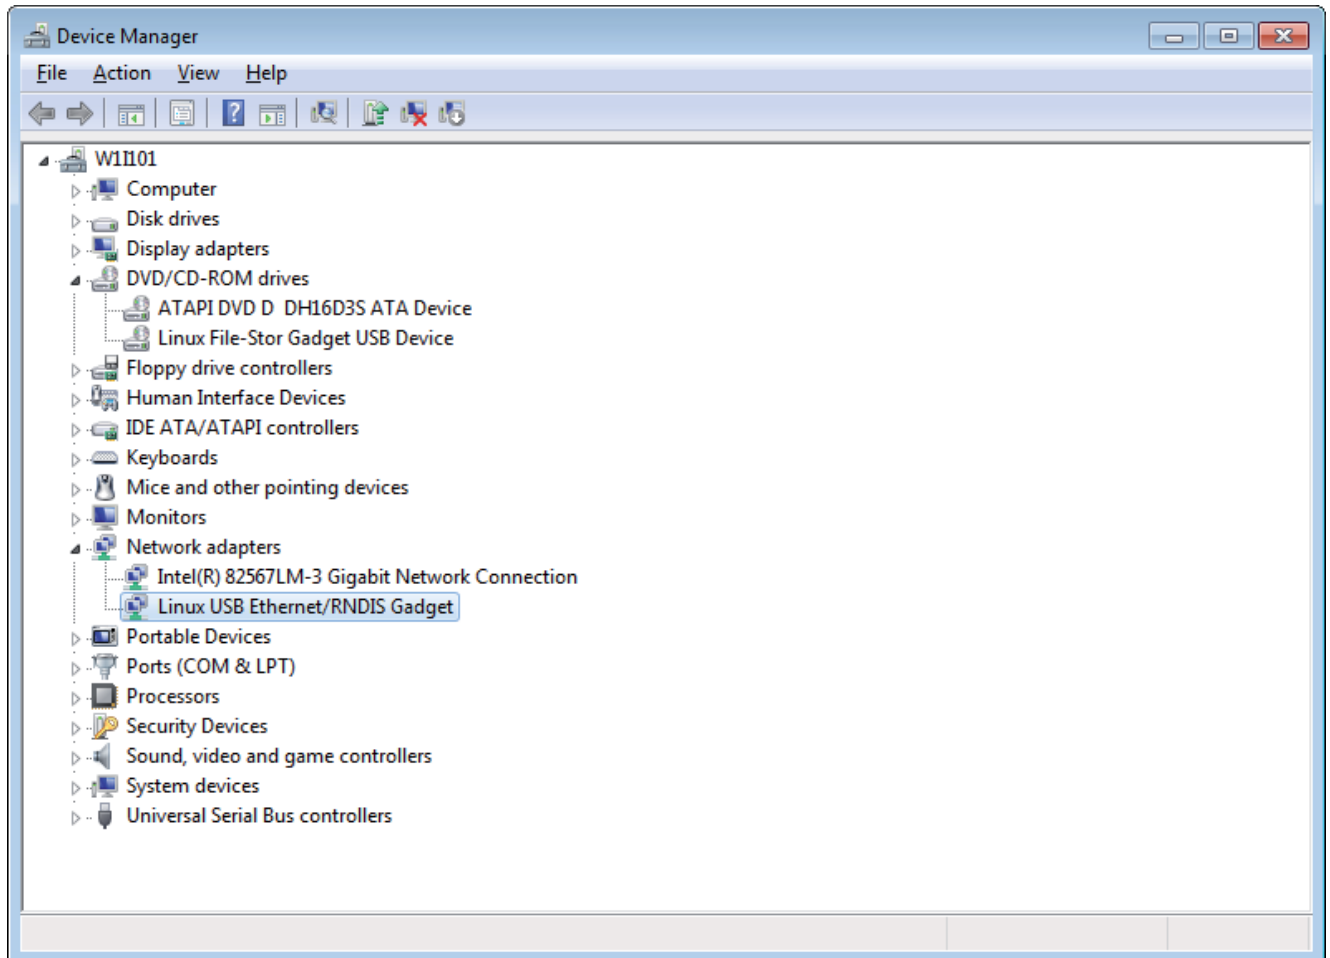 Device Manager
File Action View Help
W1I101
Computer
Disk drives
Display adapters
DVD/CD-ROM drives
ATAPI DVD D  DH16D3S ATA Device
Linux File-Stor Gadget USB Device
Floppy drive controllers
Human Interface Devices
IDE ATA/ATAPI controllers
Keyboards
Mice and other pointing devices
Monitors
Network adapters
Intel(R) 82567LM-3 Gigabit Network Connection
Linux USB Ethernet/RNDIS Gadget
Portable Devices
Ports (COM & LPT)
Processors
Security Devices
Sound, video and game controllers
System devices
Universal Serial Bus controllers